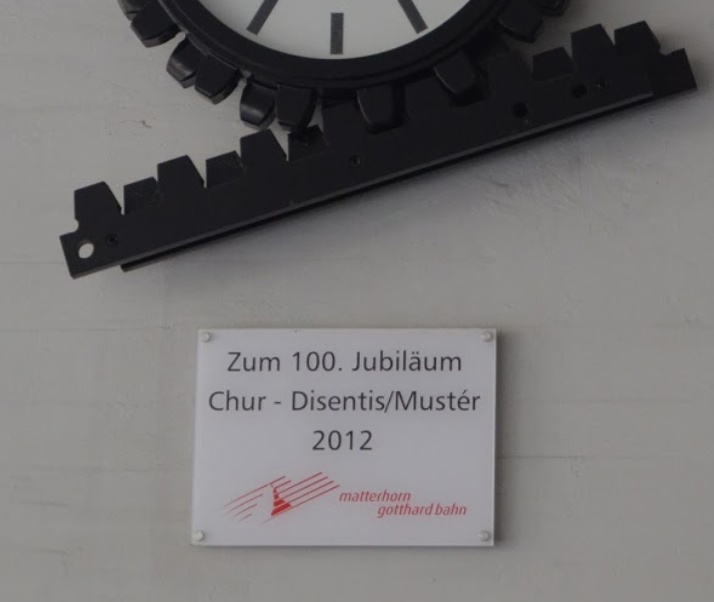 Zum 100. Jubiläum
Chur - Disentis/Mustér
2012
matterhorn
gotthard bahn